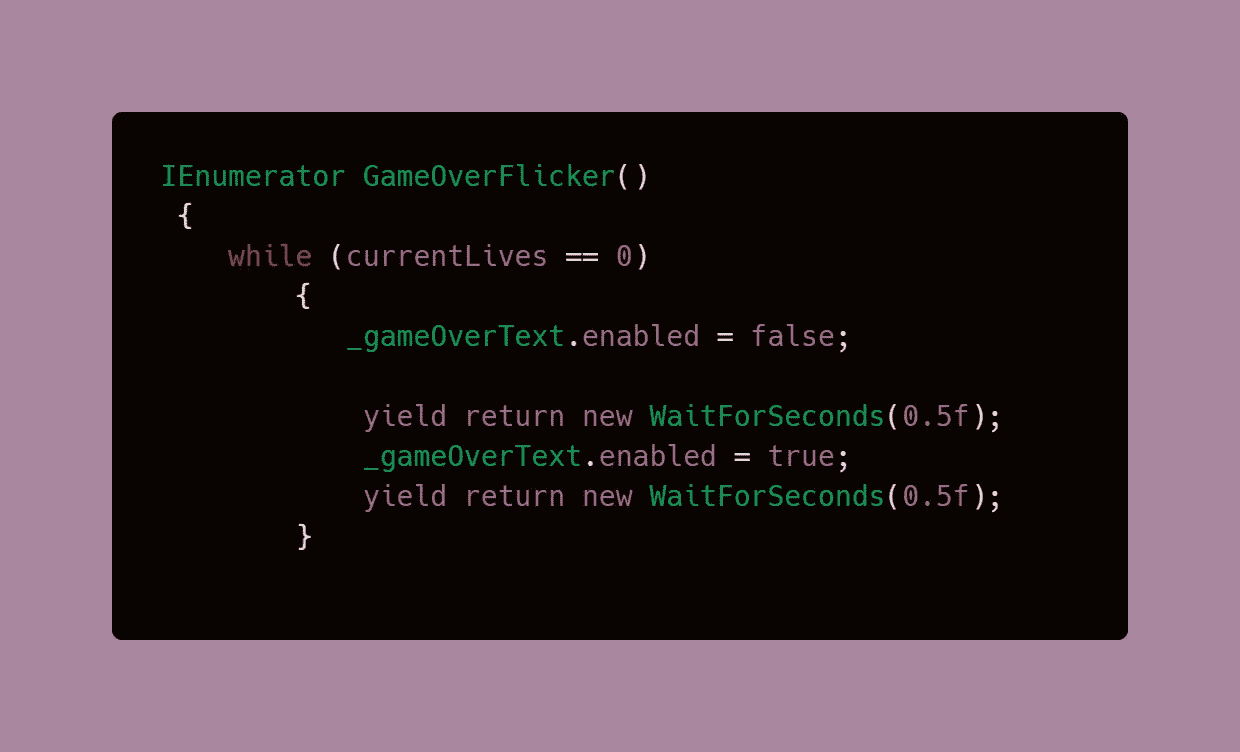 IEnumerator GameOverFlicker()
{
while (currentLives == 0)
{
_gameOverText.enabled = false;
yield return new WaitForSeconds(0.5f);
_gameOverText.enabled = true;
yield return new WaitForSeconds(0.5f);
}